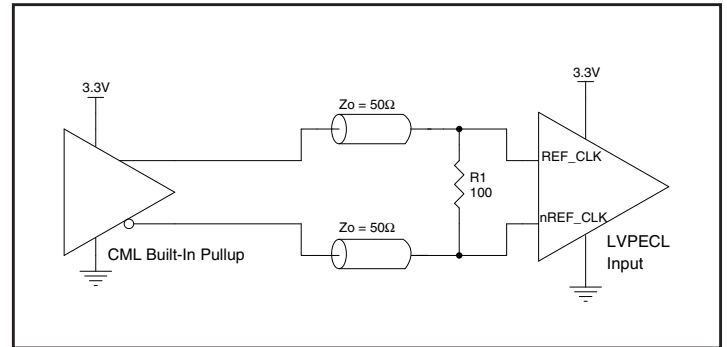 3.3V
3.3V
Zo = 50Ω
REF_CLK
R1
100
nREF_CLK
LVPECL
Input
CML Built-In Pullup
Zo = 50Ω